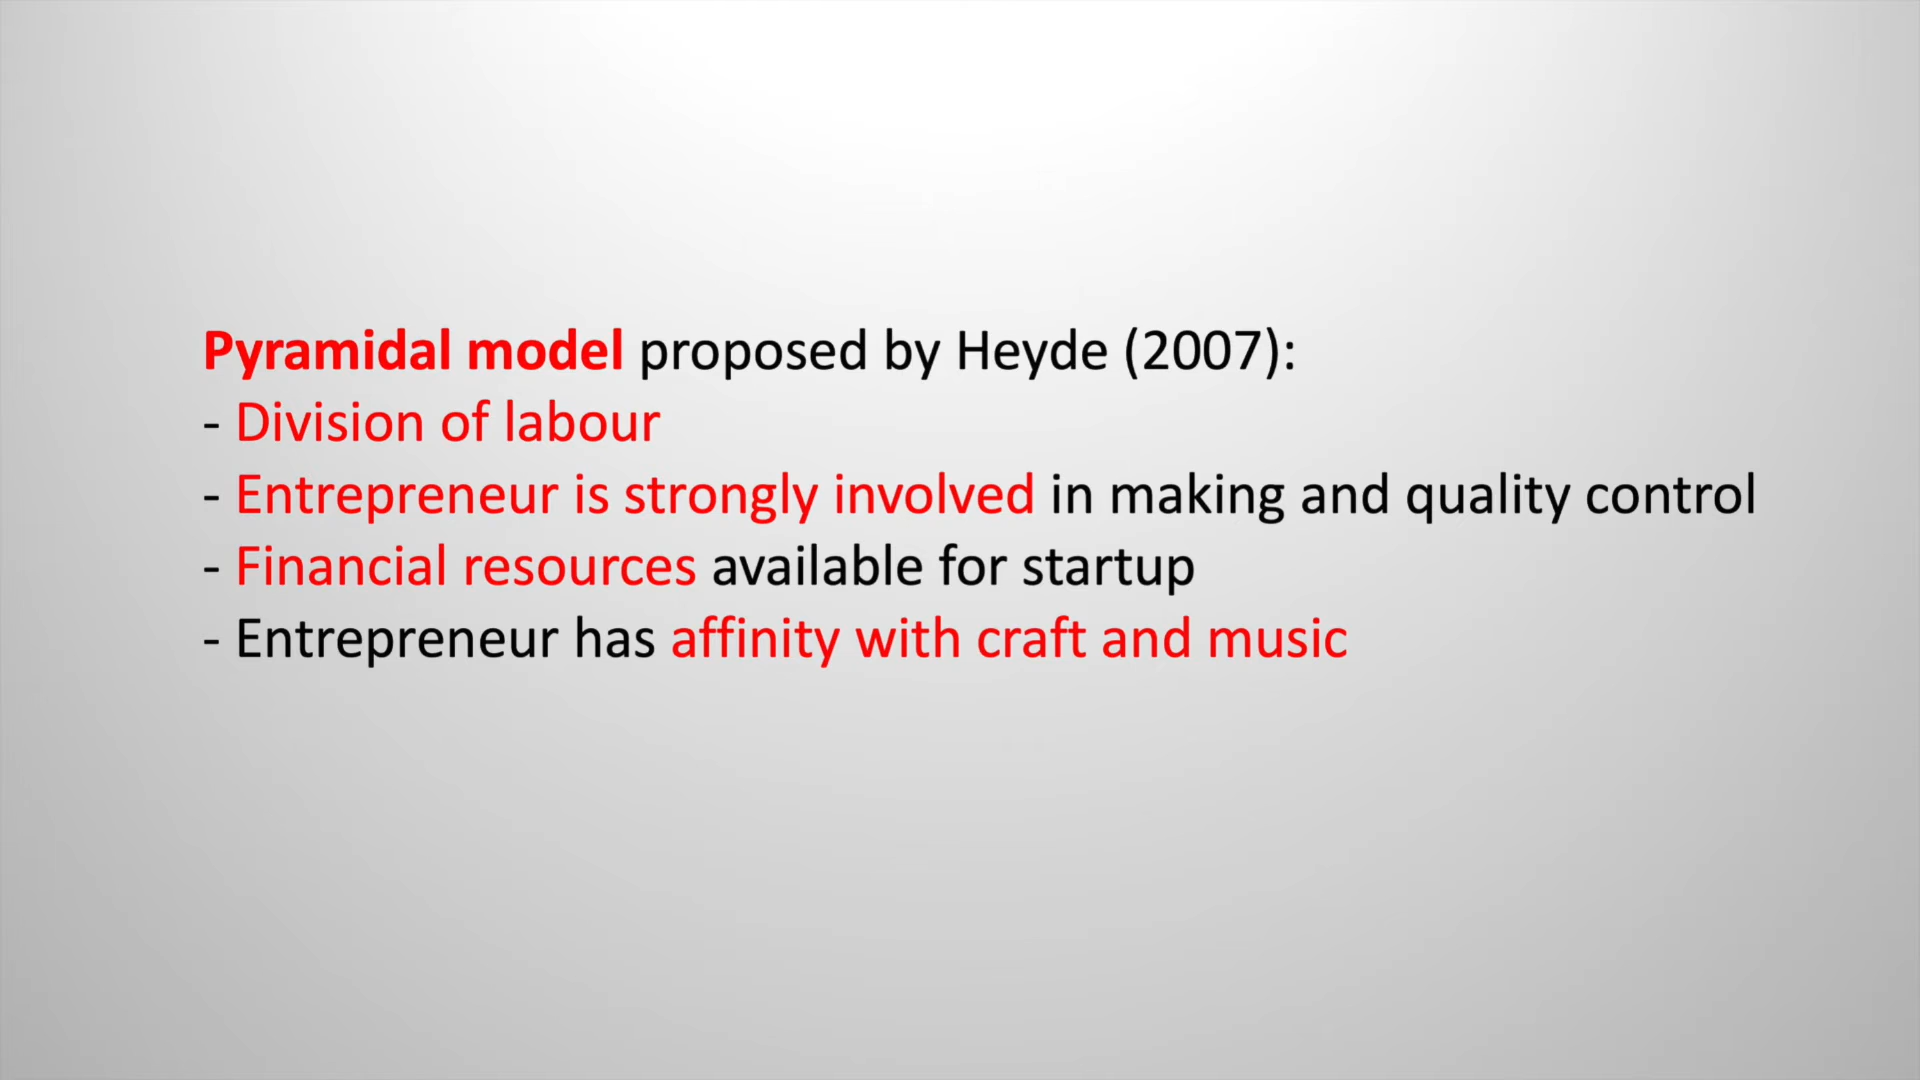 Pyramidal model proposed by Heyde (2007):
- Division of labour
- Entrepreneur is strongly involved in making and quality control
- Financial resources available for startup
- Entrepreneur has affinity with craft and music